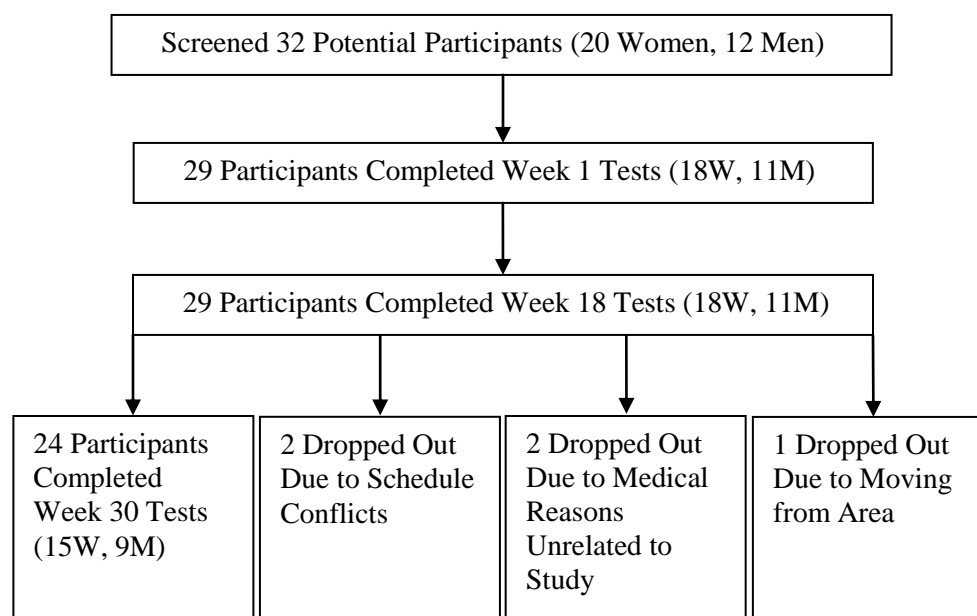 Screened 32 Potential Participants (20 Women, 12 Men)
29 Participants Completed Week 1 Tests (18W, 11M)
29 Participants Completed Week 18 Tests (18W, 11M)
24 Participants
Completed
Week 30 Tests
(15W, 9M)
2 Dropped Out
Due to Schedule
Conflicts
2 Dropped Out
Due to Medical
Reasons
Unrelated to
Study
1 Dropped Out
Due to Moving
from Area